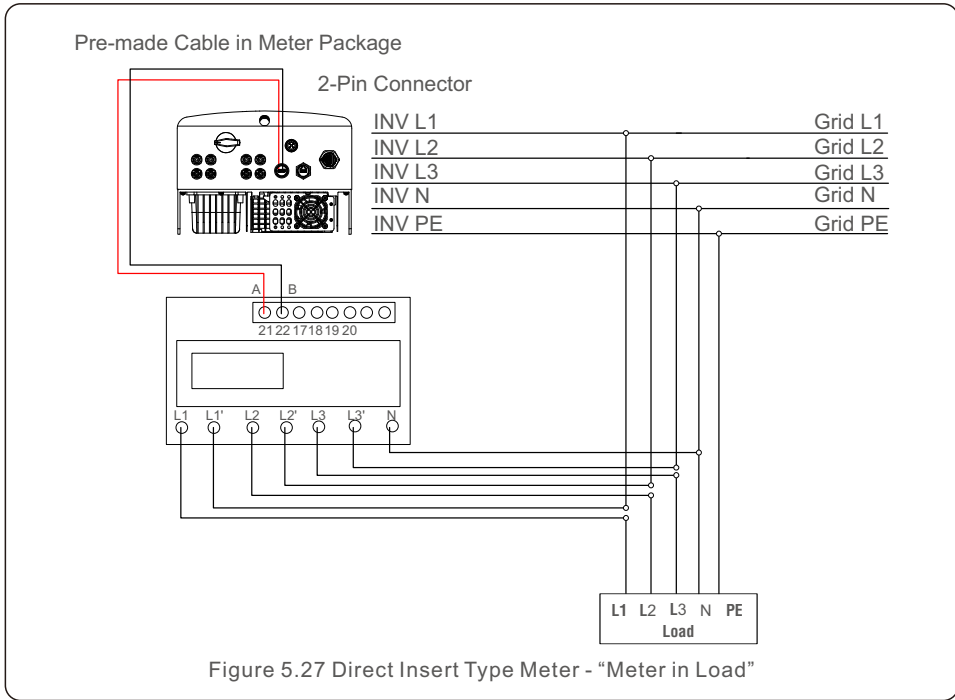 Pre-made Cable in Meter Package
2-Pin Connector
INV L1 Grid L1
INV L2 Grid L2
INV L3 Grid L3
INV N Grid N
INV PE Grid PE
A B
21 22 17 18 19 20
L1 L1' L2 L2' L3 L3' N
L1 L2 L3 N PE
Load
Figure 5.27 Direct Insert Type Meter - “Meter in Load”